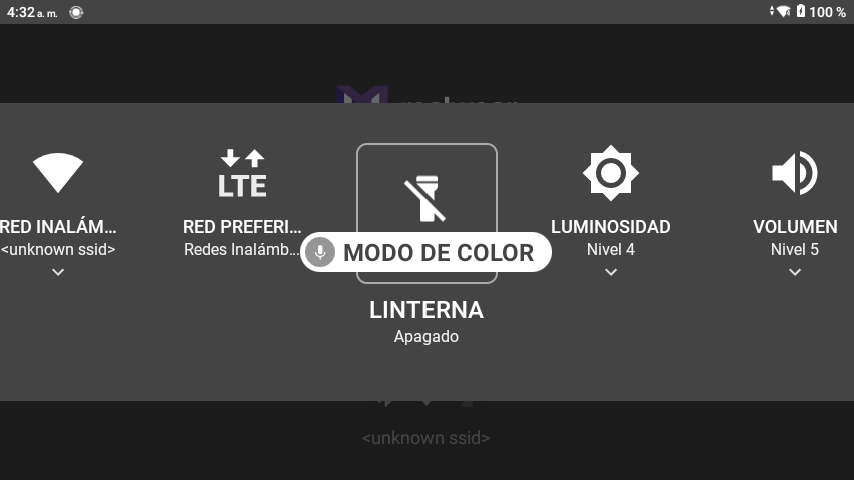 4:32 a. m.
100 %
RED INALÁM...
<unknown ssid>
RED PREFERI...
LTE
Redes Inalámb...
MODO DE COLOR
LINTERNA
Apagado
LUMINOSIDAD
Nivel 4
VOLUMEN
Nivel 5
<unknown ssid>